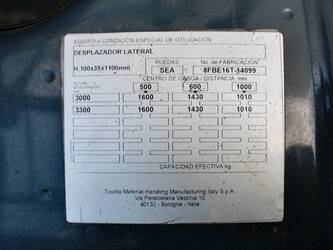 EQUIPO o CONDICIÓN ESPECIAL DE UTILIZACIÓN
DESPLAZADOR LATERAL
RUEDAS No. de FABRICACIÓN
H.100x35x1100mm SEA 8FBE16T-14099
CENTRO DE CARGA / DISTANCIA mm
500 600 1000
3000 1600 1430 1010
3300 1600 1430 1010
CAPACIDAD EFECTIVA kg
Toyota Material Handling Manufacturing Italy S.p.A.
Via Persicetana Vecchia 10
40132 - Bologna - Italia